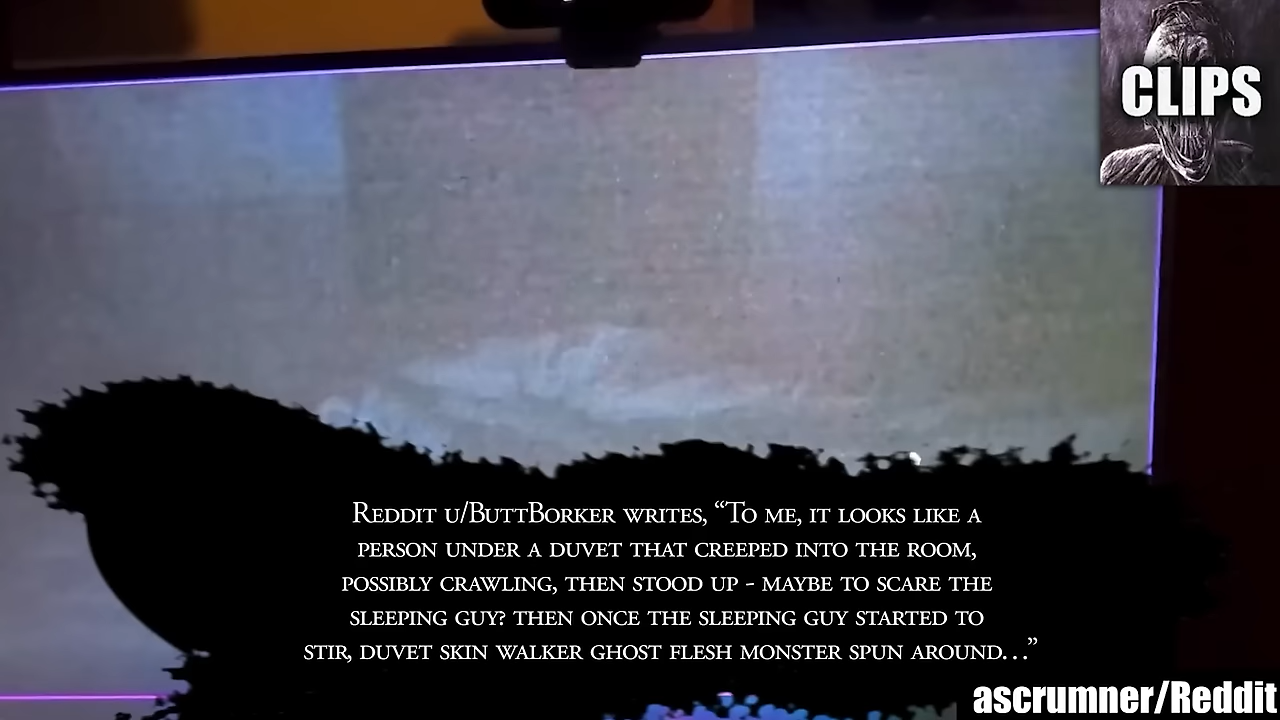 CLIPS
Reddit u/ButtBorker writes, “To me, it looks like a
person under a duvet that creeped into the room,
possibly crawling, then stood up - maybe to scare the
sleeping guy? then once the sleeping guy started to
stir, duvet skin walker ghost flesh monster spun around…”
ascrumner/Reddit